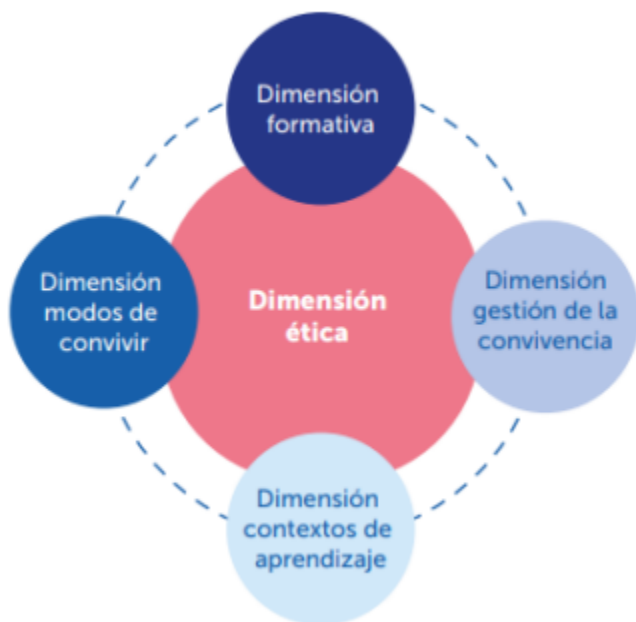 Dimensión
formativa
Dimensión
modos de
convivir
Dimensión
ética
Dimensión
gestión de la
convivencia
Dimensión
contextos de
aprendizaje